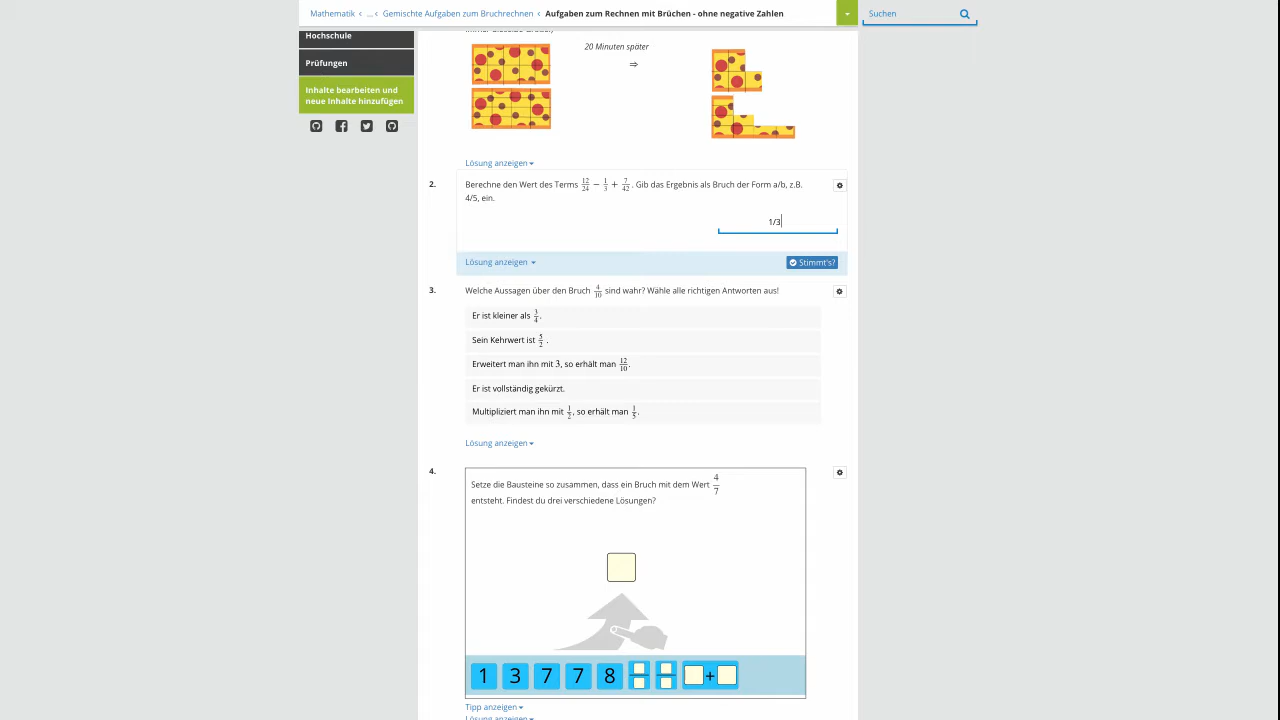 Mathematik ‹ ... ‹ Gemischte Aufgaben zum Bruchrechnen ‹ Aufgaben zum Rechnen mit Brüchen - ohne negative Zahlen
Suchen
Hochschule
Prüfungen
Inhalte bearbeiten und
neue Inhalte hinzufügen
20 Minuten später
⇒
Lösung anzeigen
2.
Berechne den Wert des Terms 12/24 − 1/3 + 7/42. Gib das Ergebnis als Bruch der Form a/b, z.B.
4/5, ein.
1/3
Lösung anzeigen
Stimmt's?
3.
Welche Aussagen über den Bruch 4/10 sind wahr? Wähle alle richtigen Antworten aus!
Er ist kleiner als 3/4.
Sein Kehrwert ist 5/2 .
Erweitert man ihn mit 3, so erhält man 12/10.
Er ist vollständig gekürzt.
Multipliziert man ihn mit 1/2, so erhält man 1/5.
Lösung anzeigen
4.
Setze die Bausteine so zusammen, dass ein Bruch mit dem Wert 4/7
entsteht. Findest du drei verschiedene Lösungen?
1 3 7 7 8 +
Tipp anzeigen
Lösung anzeigen